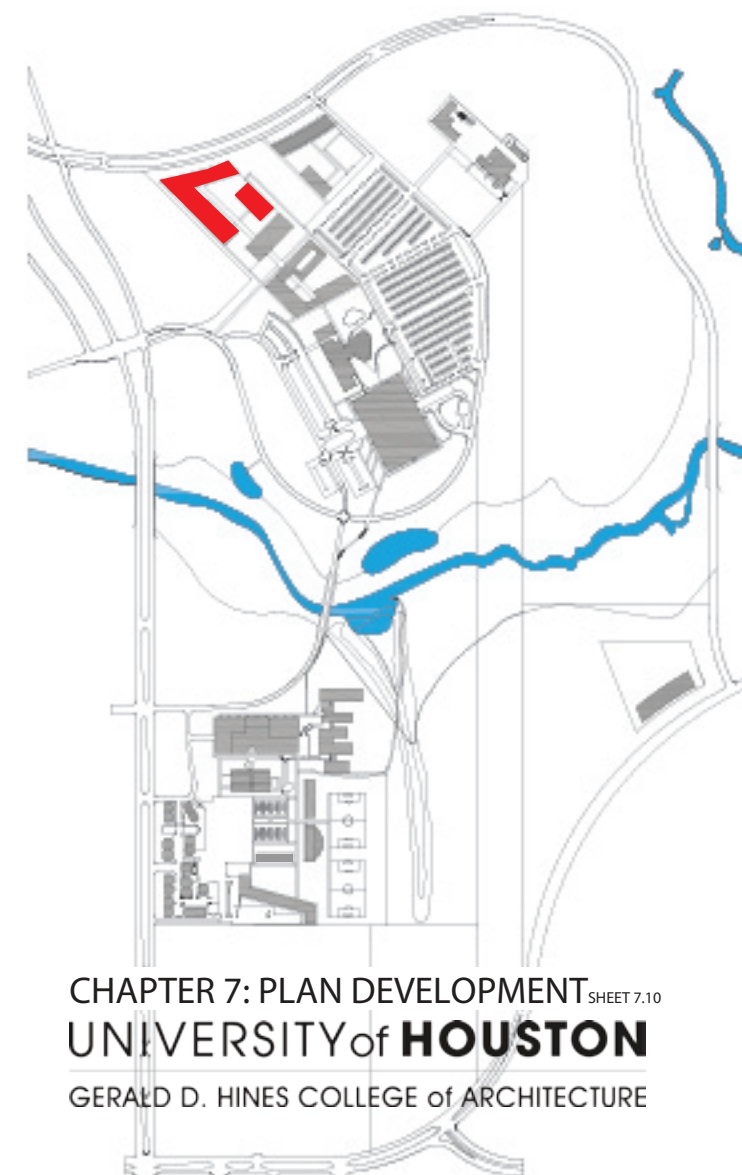 CHAPTER 7: PLAN DEVELOPMENT SHEET 7.10
UNIVERSITY of HOUSTON
GERALD D. HINES COLLEGE of ARCHITECTURE